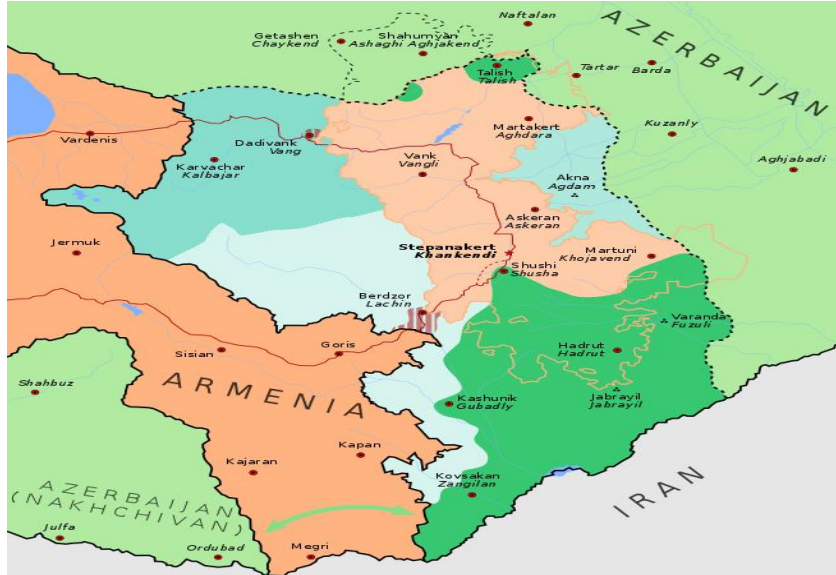 Naftalan
Getashen
Chaykend
Shahumyan
Ashaghi Aghjakend
AZERBAIJAN
Talish
Talish
Tartar
Barda
Vardenis
Dadivank
Vang
Martakert
Aghdara
Kuzanly
Karvachar
Kalbajar
Vank
Vangli
Akna
Agdam
Aghjabadi
Askeran
Askeran
Jermuk
Stepanakert
Khankendi
Martuni
Khojavend
Shushi
Shusha
Berdzor
Lachin
Varanda
Fuzuli
Sisian
Goris
Hadrut
Hadrut
Shahbuz
ARMENIA
Kashunik
Gubadly
Jabrayil
Jabrayil
Kajaran
Kapan
Kovsakan
Zangilan
IRAN
AZERBAIJAN
(NAKHCHIVAN)
Julfa
Ordubad
Megri